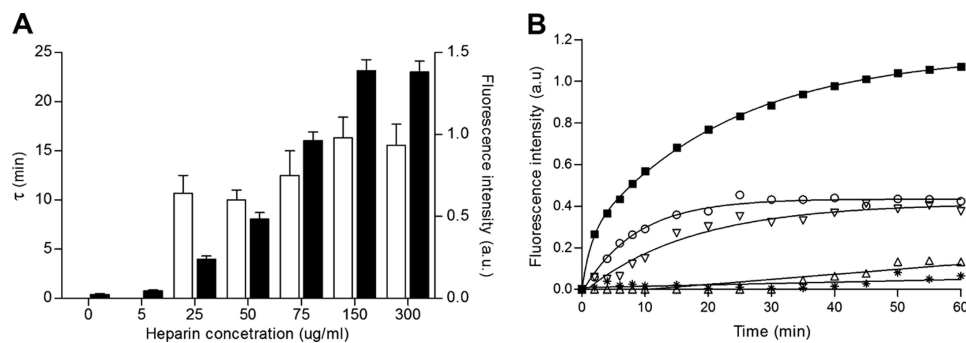 A
25
20
15
10
5
0
τ (min)
1.5
1.0
0.5
0.0
Fluorescence intensity (a.u.)
0 5 25 50 75 150 300
Heparin concetration (ug/ml)
B
1.2
1.0
0.8
0.6
0.4
0.2
0.0
Fluorescence intensity (a.u)
0 10 20 30 40 50 60
Time (min)